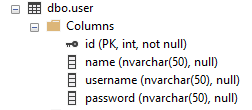 dbo.user
Columns
id (PK, int, not null)
name (nvarchar(50), null)
username (nvarchar(50), null)
password (nvarchar(50), null)